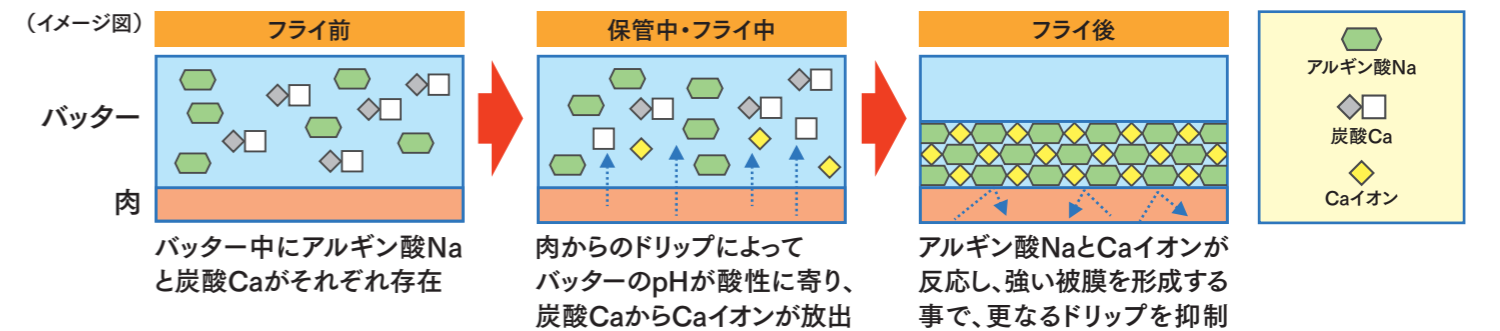 （イメージ図）
フライ前
保管中・フライ中
フライ後
バッター
肉
アルギン酸Na
炭酸Ca
Caイオン
バッター中にアルギン酸Na
と炭酸Caがそれぞれ存在
肉からのドリップによって
バッターのpHが酸性に寄り、
炭酸CaからCaイオンが放出
アルギン酸NaとCaイオンが
反応し、強い被膜を形成する
事で、更なるドリップを抑制